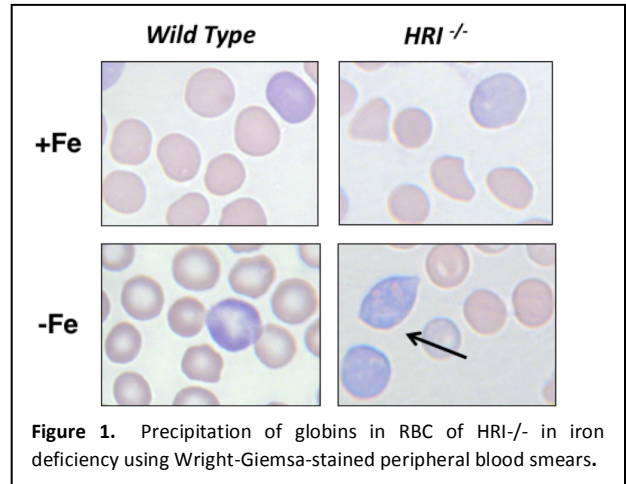 Wild Type HRI -/-
+Fe
-Fe
Figure 1. Precipitation of globins in RBC of HRI-/- in iron
deficiency using Wright-Giemsa-stained peripheral blood smears.